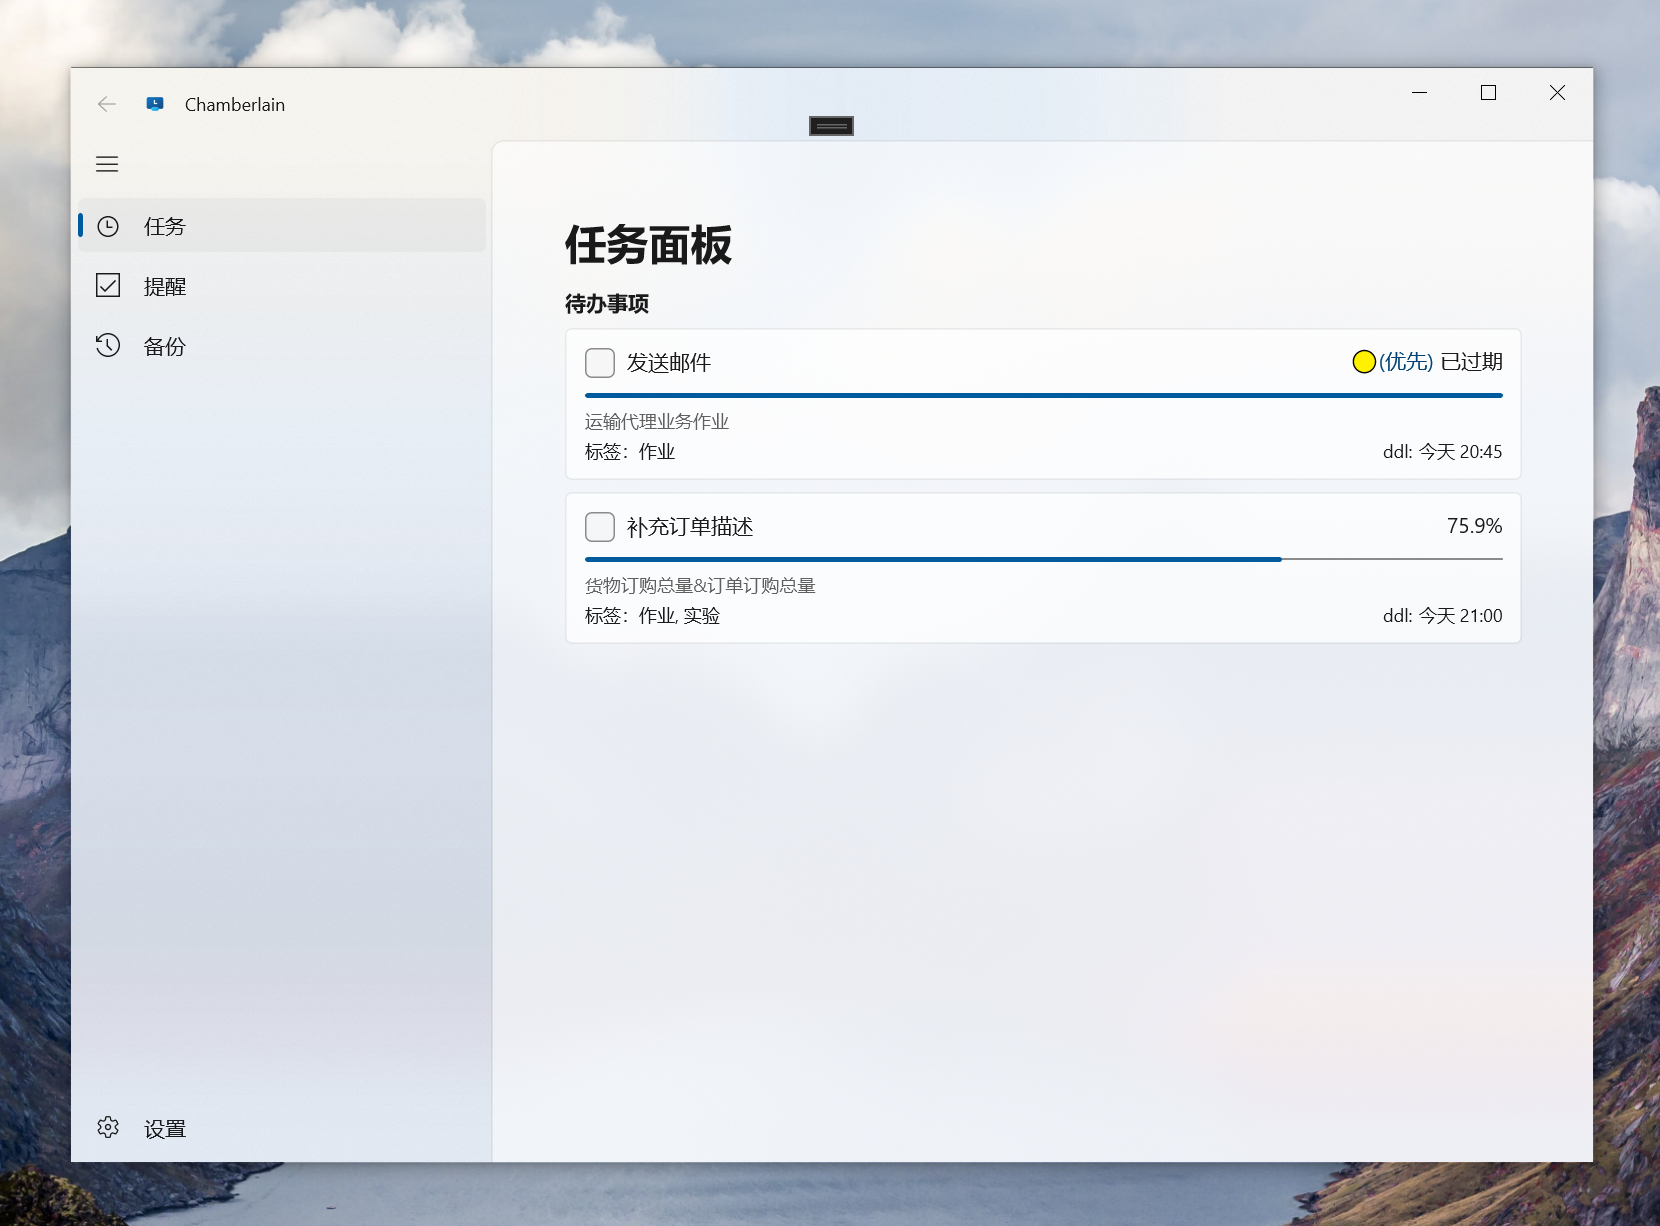 Chamberlain
任务
提醒
备份
设置
任务面板
待办事项
发送邮件
(优先) 已过期
运输代理业务作业
标签：作业
ddl: 今天 20:45
补充订单描述
75.9%
货物订购总量&订单订购总量
标签：作业, 实验
ddl: 今天 21:00